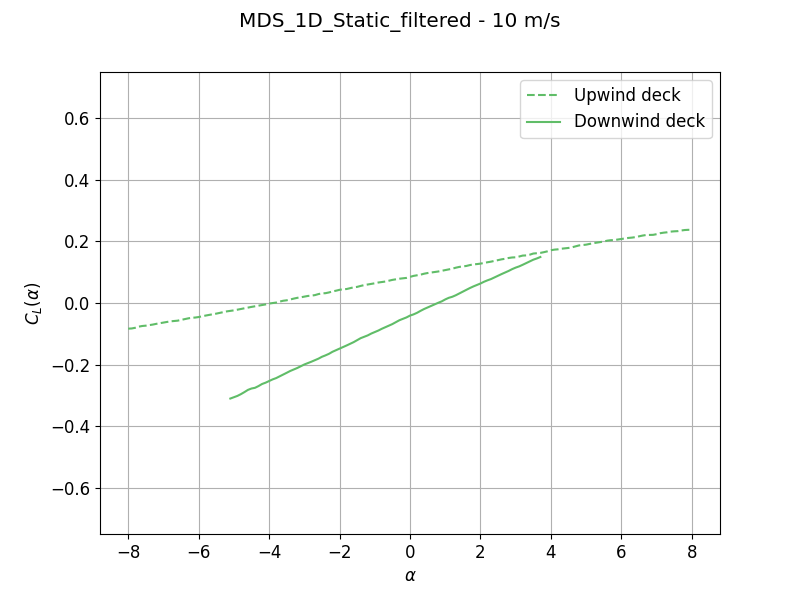 MDS_1D_Static_filtered - 10 m/s
Upwind deck
Downwind deck
0.6
0.4
0.2
0.0
−0.2
−0.4
−0.6
C_L(α)
−8 −6 −4 −2 0 2 4 6 8
α